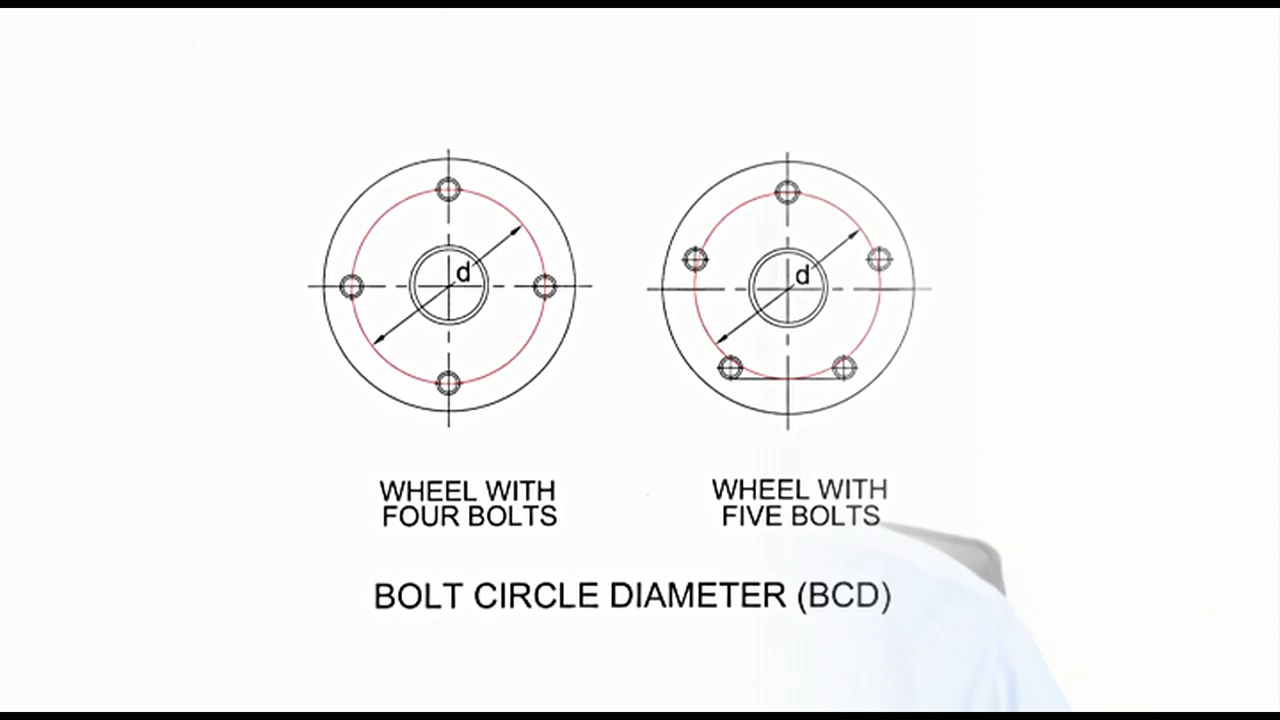 d
d
WHEEL WITH
FOUR BOLTS
WHEEL WITH
FIVE BOLTS
BOLT CIRCLE DIAMETER (BCD)